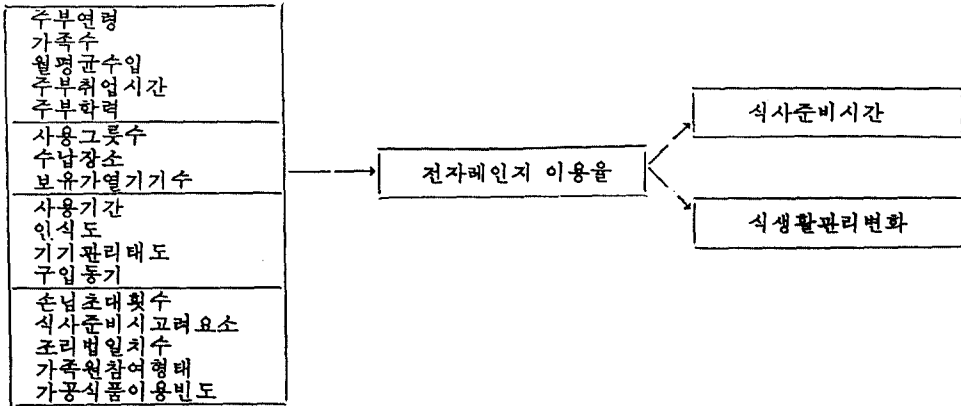 주부연령
가족수
월평균수입
주부취업시간
주부학력
사용그릇수
수납장소
보유가열기기수
사용기간
인식도
기기관리태도
구입동기
손님초대횟수
식사준비시고려요소
조리법일치수
가족원참여형태
가공식품이용빈도
전자레인지 이용율
식사준비시간
식생활관리변화